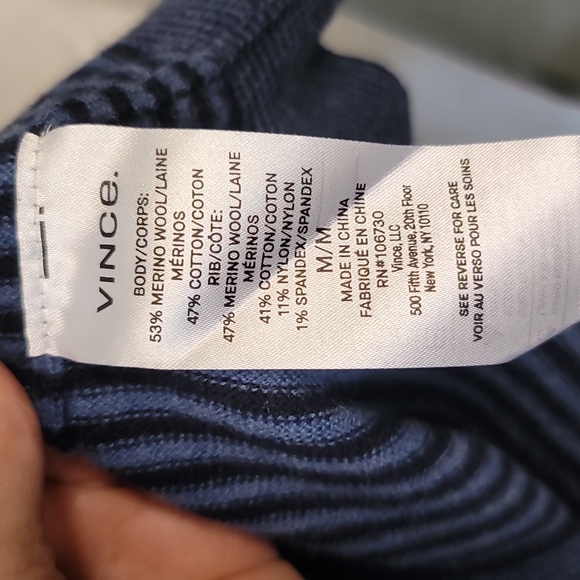 VINCE.
BODY/CORPS:
53% MERINO WOOL/LAINE
MÉRINOS
47% COTTON/COTON
RIB/CÔTE:
47% MERINO WOOL/LAINE
MÉRINOS
41% COTTON/COTON
11% NYLON/NYLON
1% SPANDEX/SPANDEX
M/M
MADE IN CHINA
FABRIQUÉ EN CHINE
RN#106730
Vince, LLC
500 Fifth Avenue, 20th Floor
New York, NY 10110
SEE REVERSE FOR CARE
VOIR AU VERSO POUR LES SOINS